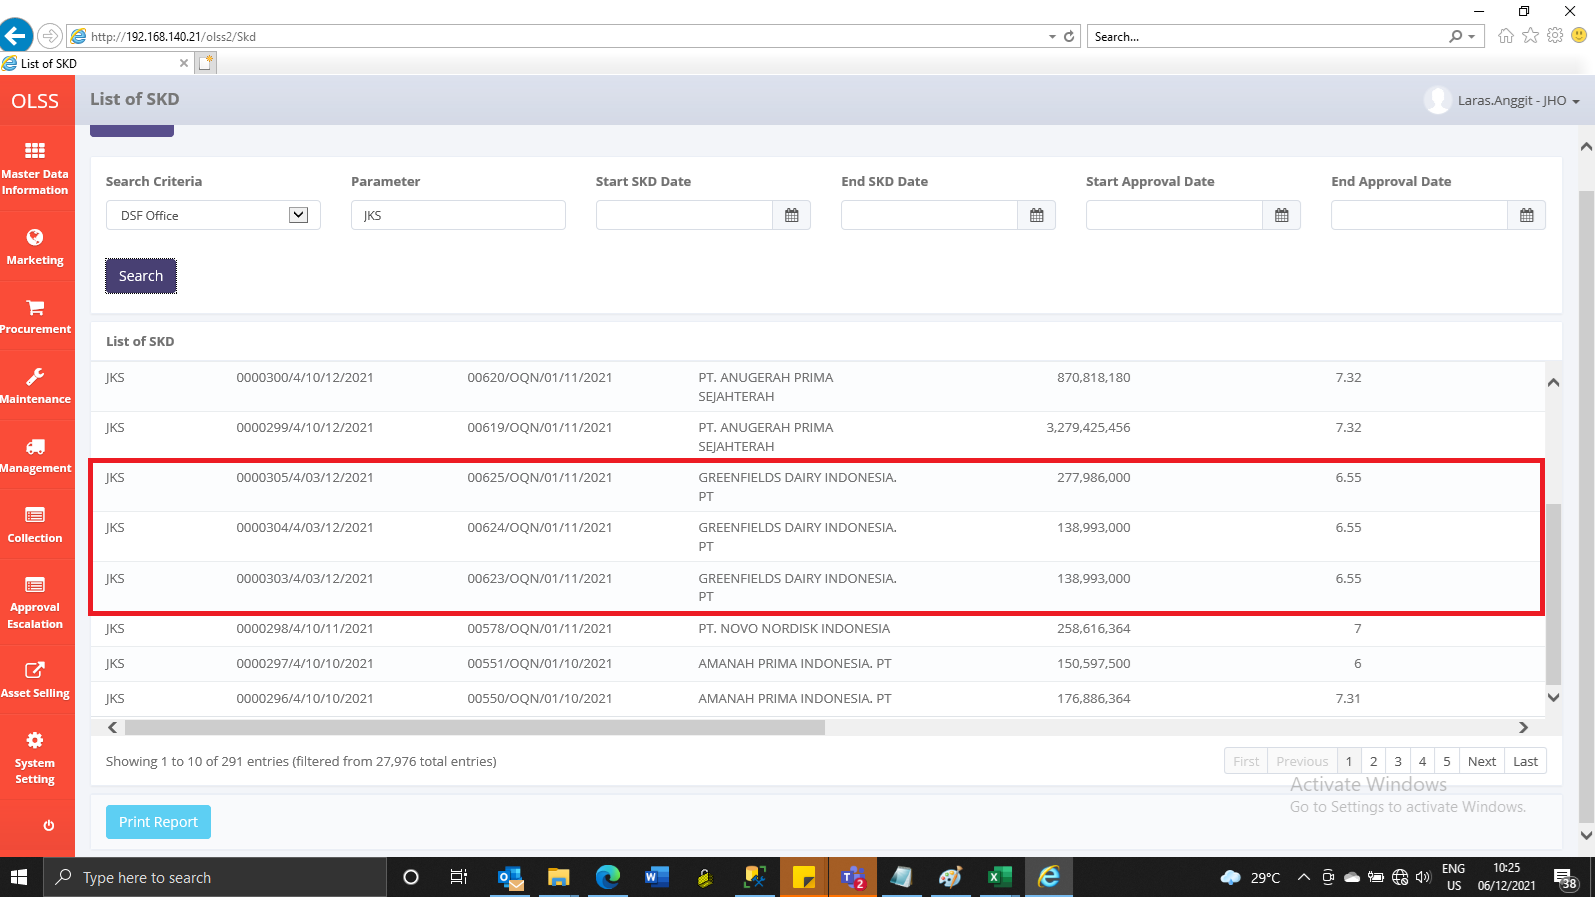 http://192.168.140.21/olss2/Skd
Search...
List of SKD
OLSS
List of SKD
Laras.Anggit - JHO
Master Data
Information
Marketing
Procurement
Maintenance
Management
Collection
Approval
Escalation
Asset Selling
System
Setting
Search Criteria Parameter Start SKD Date End SKD Date Start Approval Date End Approval Date
DSF Office JKS
Search
List of SKD
JKS 0000300/4/10/12/2021 00620/OQN/01/11/2021 PT. ANUGERAH PRIMA 870,818,180 7.32
SEJAHTERAH
JKS 0000299/4/10/12/2021 00619/OQN/01/11/2021 PT. ANUGERAH PRIMA 3,279,425,456 7.32
SEJAHTERAH
JKS 0000305/4/03/12/2021 00625/OQN/01/11/2021 GREENFIELDS DAIRY INDONESIA. 277,986,000 6.55
PT
JKS 0000304/4/03/12/2021 00624/OQN/01/11/2021 GREENFIELDS DAIRY INDONESIA. 138,993,000 6.55
PT
JKS 0000303/4/03/12/2021 00623/OQN/01/11/2021 GREENFIELDS DAIRY INDONESIA. 138,993,000 6.55
PT
JKS 0000298/4/10/11/2021 00578/OQN/01/11/2021 PT. NOVO NORDISK INDONESIA 258,616,364 7
JKS 0000297/4/10/10/2021 00551/OQN/01/10/2021 AMANAH PRIMA INDONESIA. PT 150,597,500 6
JKS 0000296/4/10/10/2021 00550/OQN/01/10/2021 AMANAH PRIMA INDONESIA. PT 176,886,364 7.31
Showing 1 to 10 of 291 entries (filtered from 27,976 total entries)
First Previous 1 2 3 4 5 Next Last
Activate Windows
Go to Settings to activate Windows.
Print Report
Type here to search
2
29°C
ENG
US
10:25
06/12/2021
38